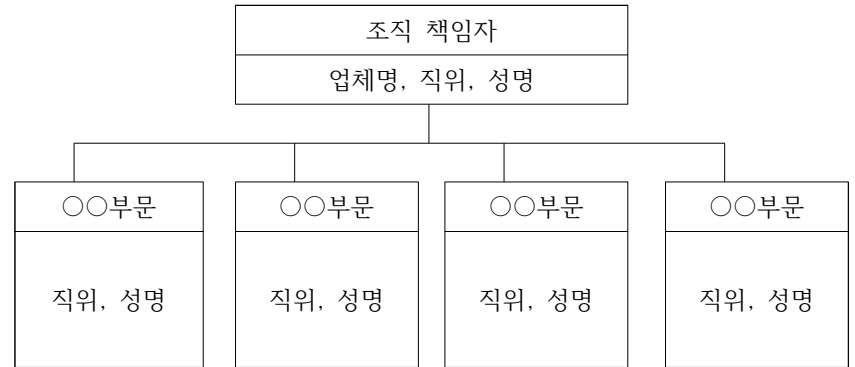 조직 책임자
업체명, 직위, 성명
○○부문
○○부문
○○부문
○○부문
직위, 성명
직위, 성명
직위, 성명
직위, 성명